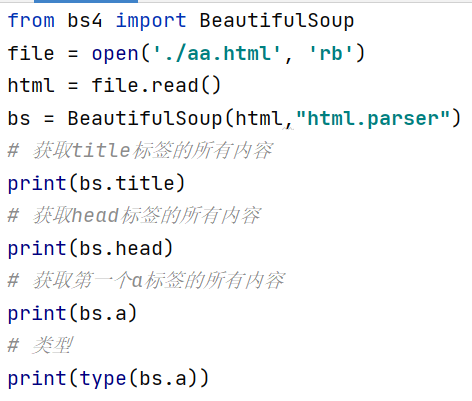 from bs4 import BeautifulSoup
file = open('./aa.html', 'rb')
html = file.read()
bs = BeautifulSoup(html,"html.parser")
# 获取title标签的所有内容
print(bs.title)
# 获取head标签的所有内容
print(bs.head)
# 获取第一个a标签的所有内容
print(bs.a)
# 类型
print(type(bs.a))